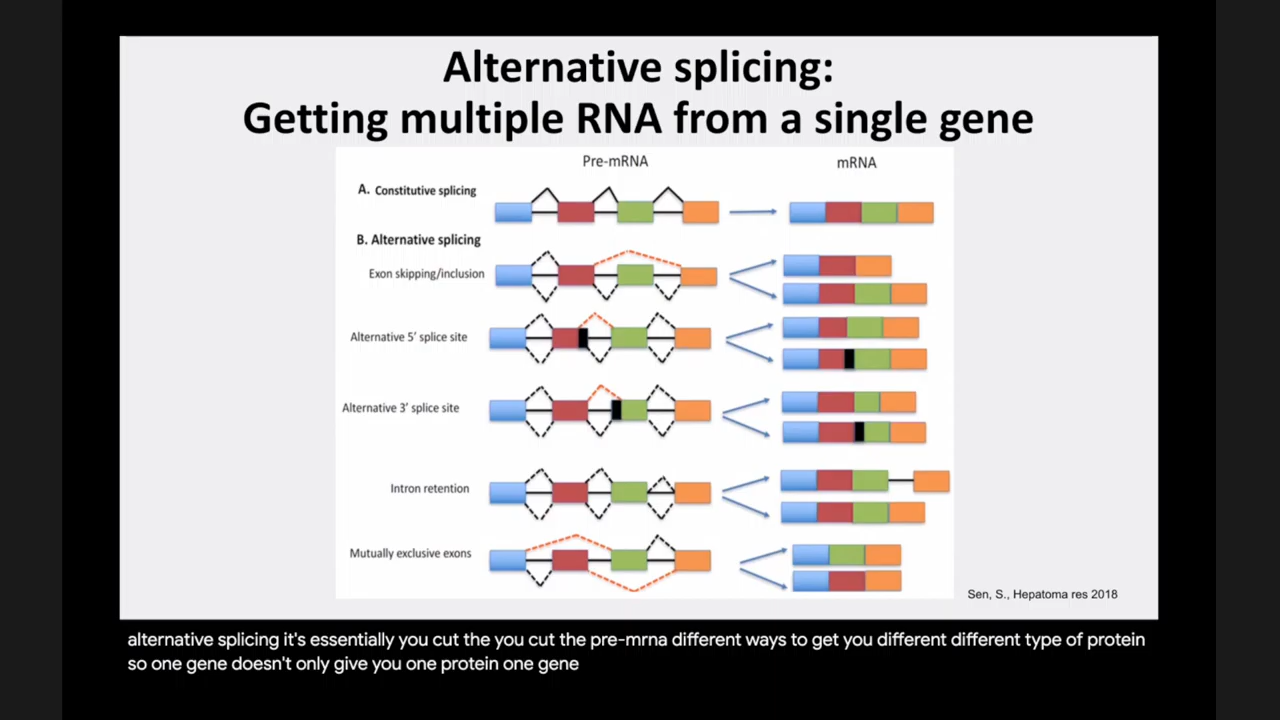 Alternative splicing:
Getting multiple RNA from a single gene
Pre-mRNA
mRNA
A. Constitutive splicing
B. Alternative splicing
Exon skipping/inclusion
Alternative 5' splice site
Alternative 3' splice site
Intron retention
Mutually exclusive exons
Sen, S., Hepatoma res 2018
alternative splicing it's essentially you cut the you cut the pre-mrna different ways to get you different different type of protein
so one gene doesn't only give you one protein one gene